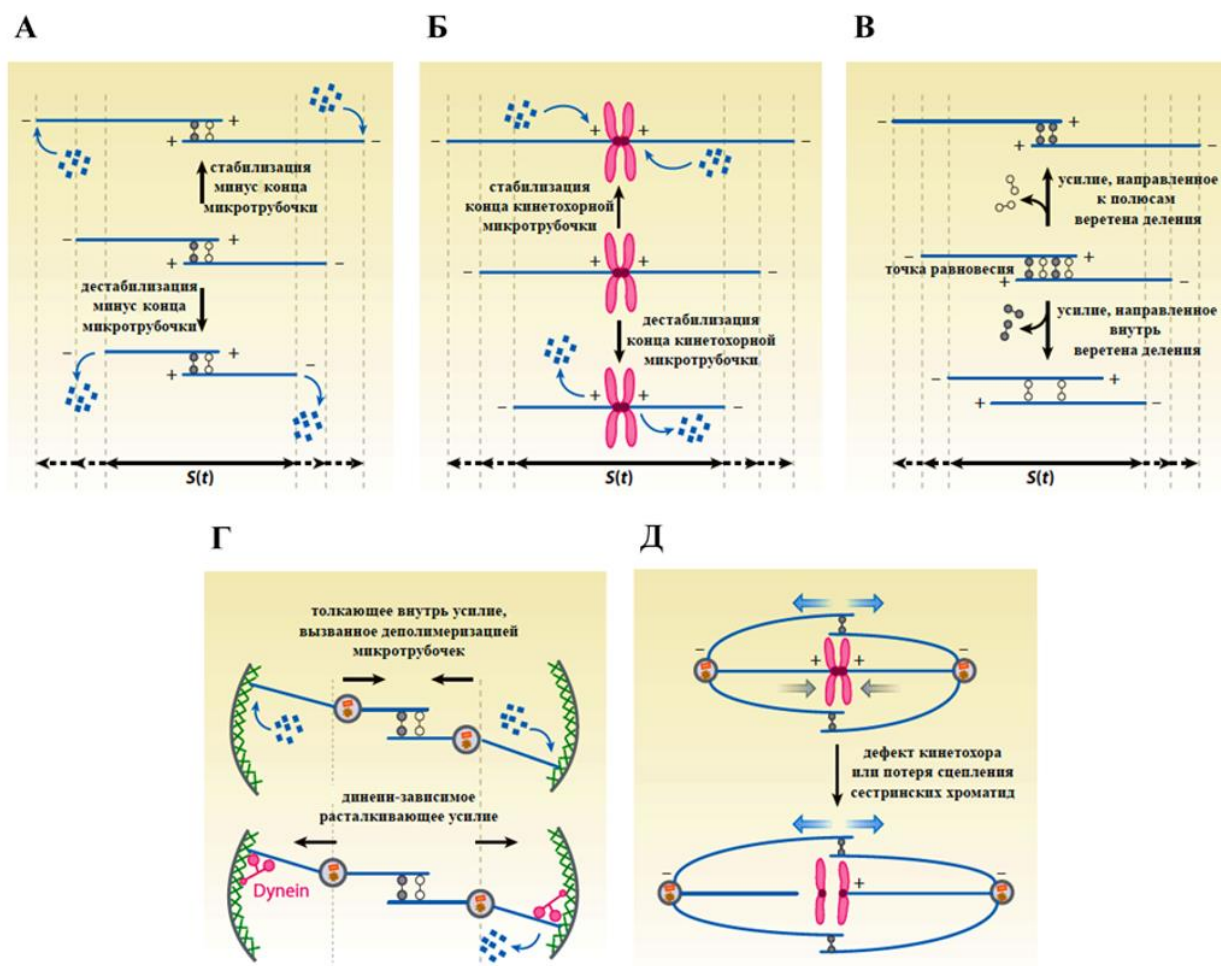 А
Б
В
стабилизация
минус конца
микротрубочки
дестабилизация
минус конца
микротрубочки
S(t)
стабилизация
конца кинетохорной
микротрубочки
дестабилизация
конца кинетохорной
микротрубочки
S(t)
усилие, направленное
к полюсам
веретена деления
точка равновесия
усилие, направленное
внутрь
веретена деления
S(t)
Г
Д
толкающее внутрь усилие,
вызванное деполимеризацией
микротрубочек
динеин-зависимое
расталкивающее усилие
Dynein
дефект кинетохора
или потеря сцепления
сестринских хроматид